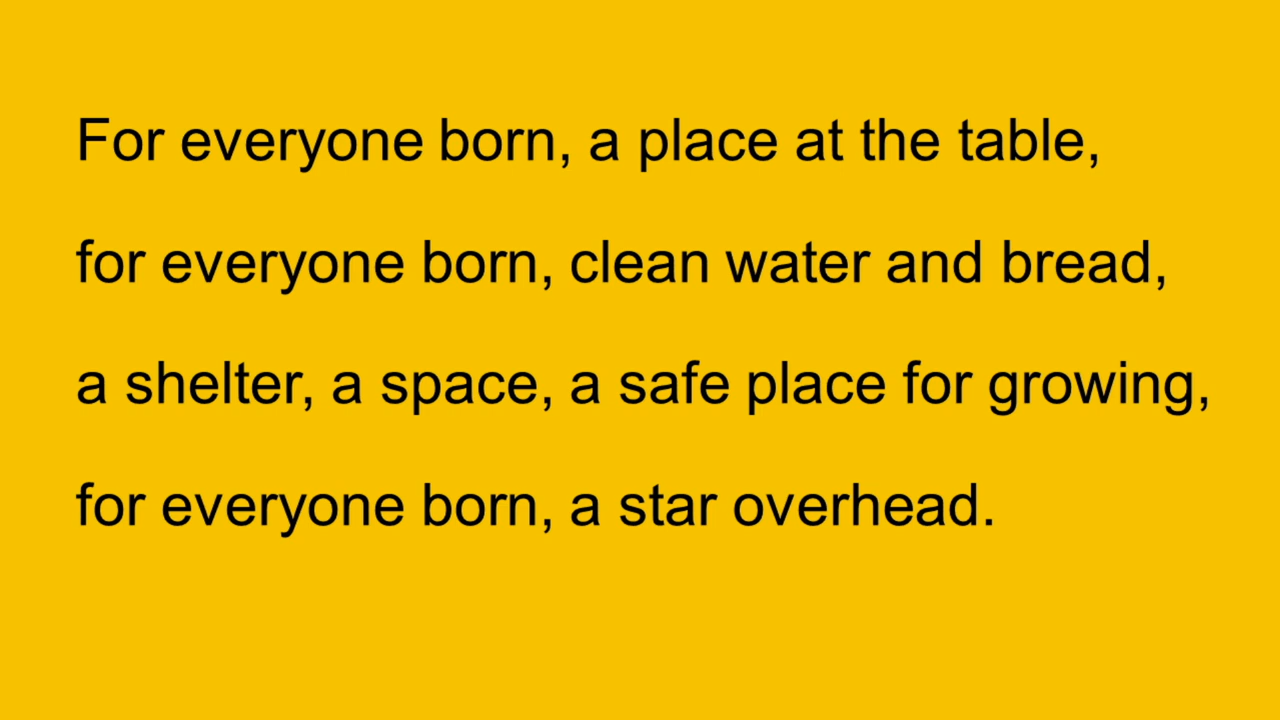 For everyone born, a place at the table,
for everyone born, clean water and bread,
a shelter, a space, a safe place for growing,
for everyone born, a star overhead.